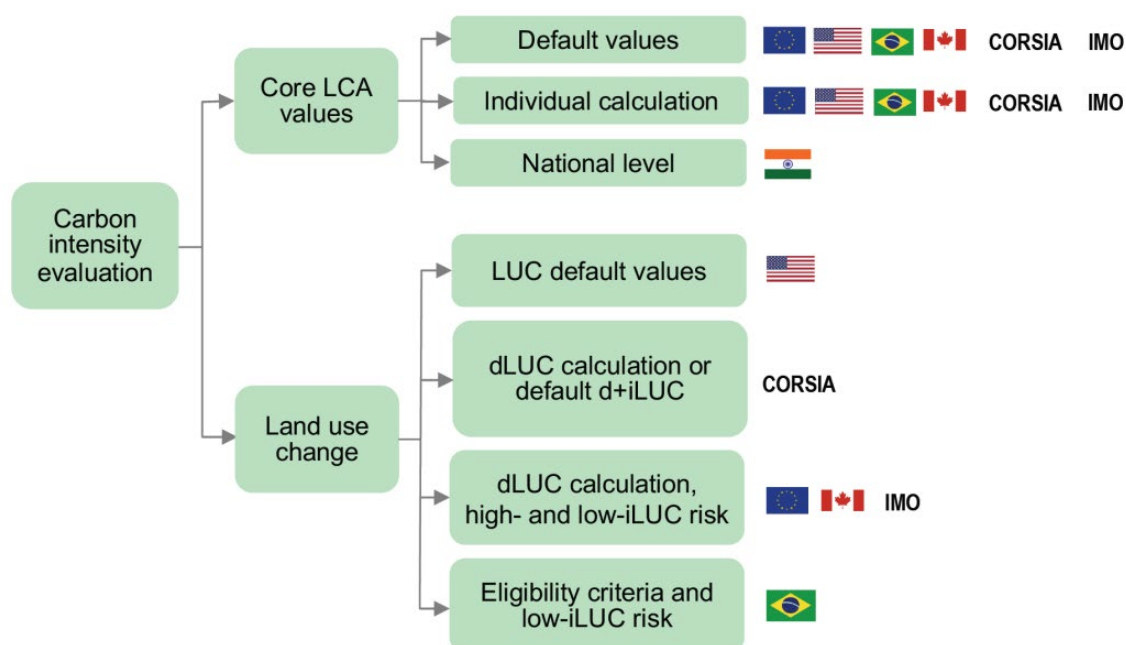 Default values
CORSIA IMO
Core LCA
values
Individual calculation
CORSIA IMO
National level
Carbon
intensity
evaluation
LUC default values
dLUC calculation or
default d+iLUC
CORSIA
Land use
change
dLUC calculation,
high- and low-iLUC risk
IMO
Eligibility criteria and
low-iLUC risk